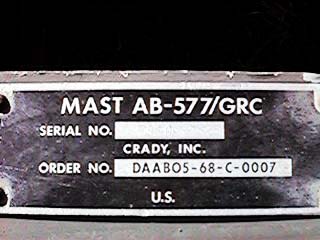 MAST AB-577/GRC
SERIAL NO.
CRADY, INC.
ORDER NO. DAAB05-68-C-0007
U.S.